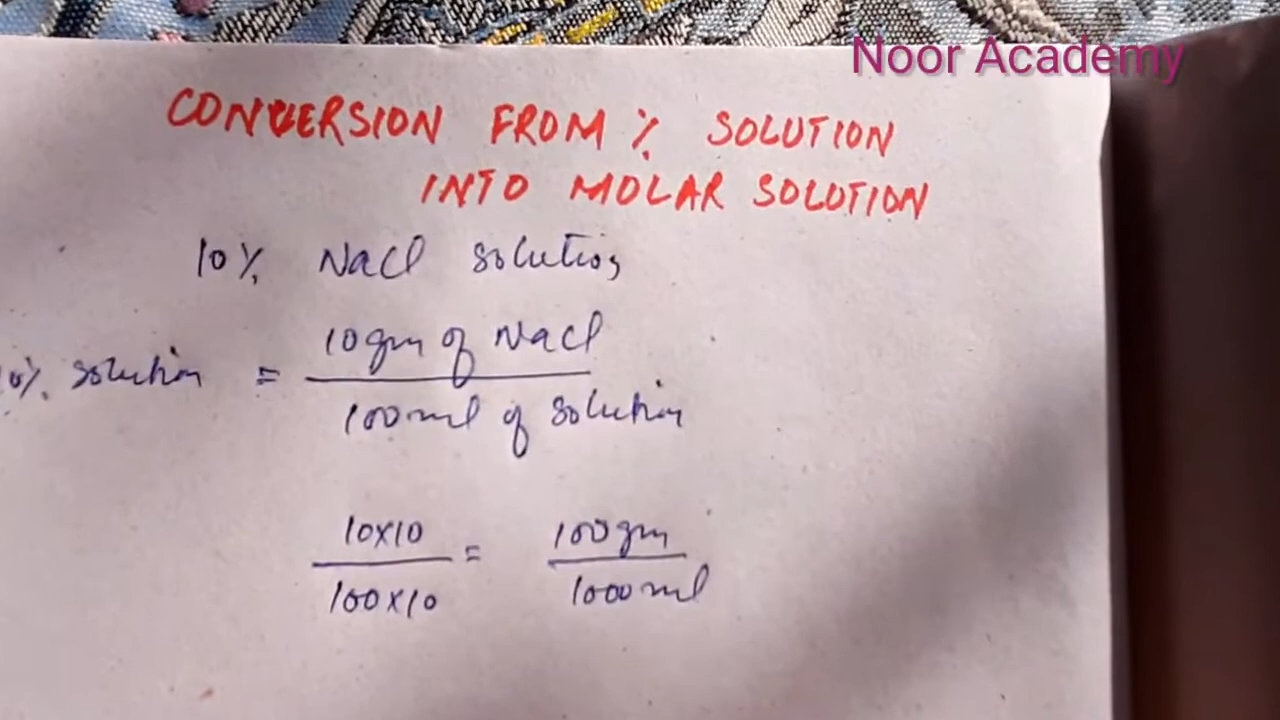 Noor Academy
CONVERSION FROM % SOLUTION
INTO MOLAR SOLUTION
10% NaCl solution
0%. solution = 10gm of NaCl
100ml of solution
10x10 = 100gm
100x10 1000ml